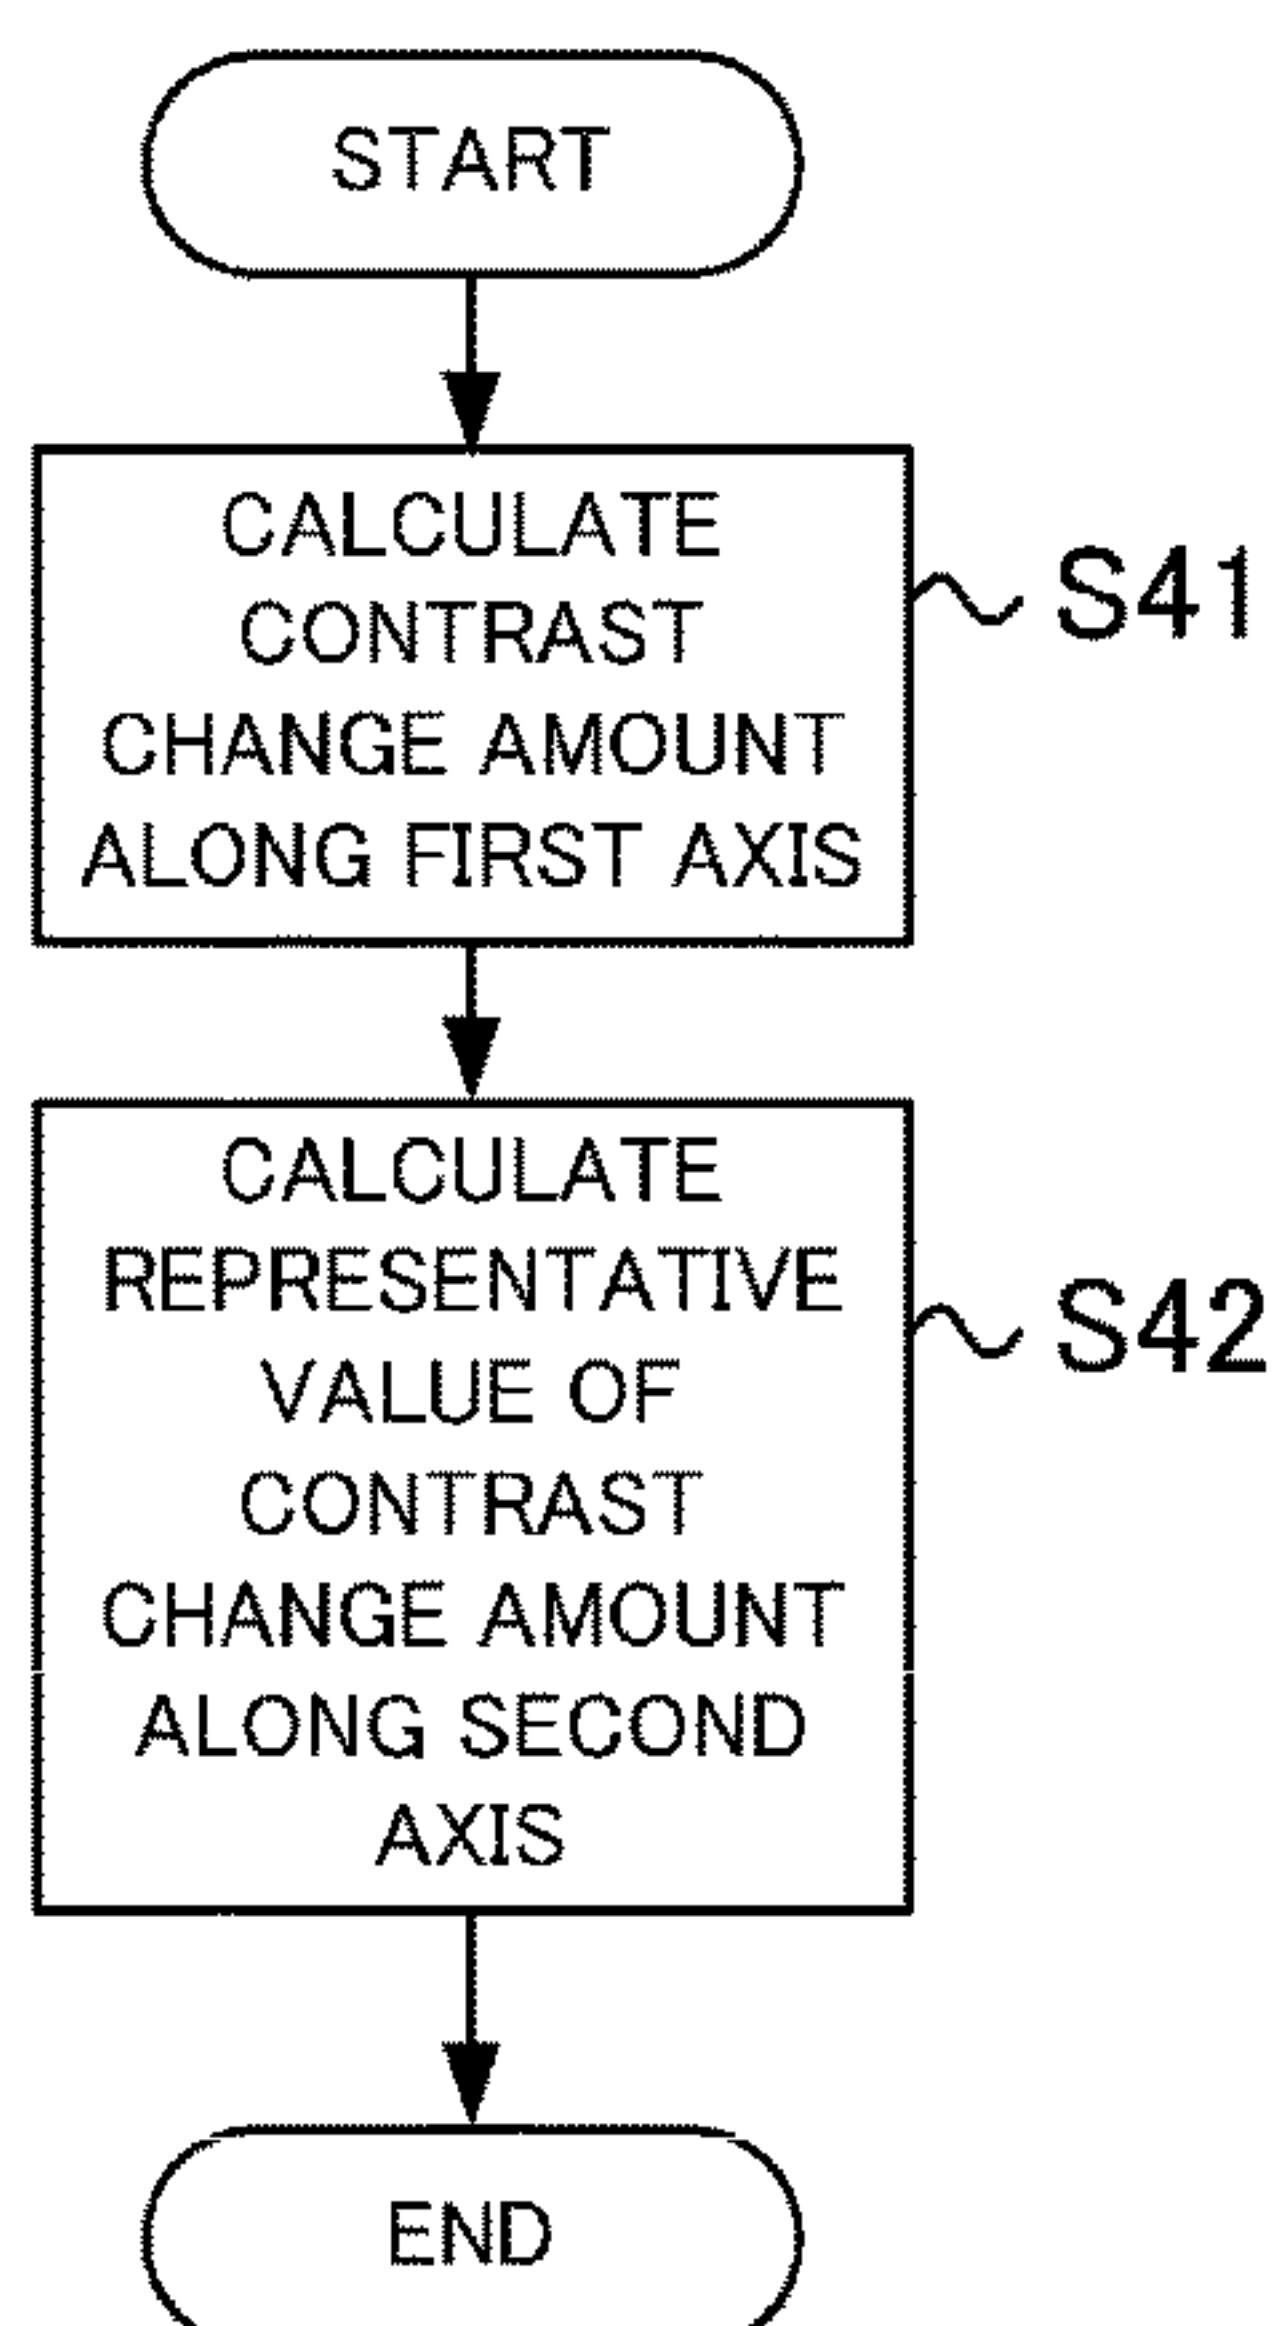 START
CALCULATE
CONTRAST
CHANGE AMOUNT
ALONG FIRST AXIS
S41
CALCULATE
REPRESENTATIVE
VALUE OF
CONTRAST
CHANGE AMOUNT
ALONG SECOND
AXIS
S42
END